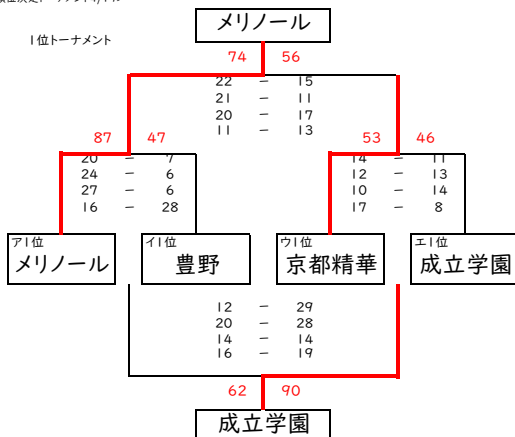 メリノール
1位トーナメント
74 56
22 - 15
21 - 11
20 - 17
11 - 13
87 47
20 - 7
24 - 6
27 - 6
16 - 28
53 46
14 - 11
12 - 13
10 - 14
17 - 8
ア1位
メリノール
イ1位
豊野
ウ1位
京都精華
エ1位
成立学園
12 - 29
20 - 28
14 - 14
16 - 19
62 90
成立学園